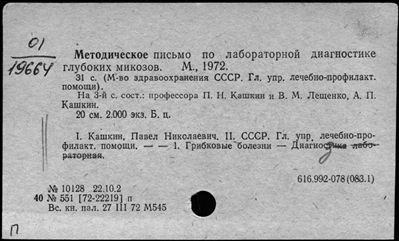 01
19664
Методическое письмо по лабораторной диагностике
глубоких микозов. М., 1972.
31 с. (М-во здравоохранения СССР. Гл. упр. лечебно-профилакт.
помощи).
На 3-й с. сост.: профессора П. Н. Кашкин и В. М. Лещенко, А. П.
Кашкин.
20 см. 2.000 экз. Б. ц.
I. Кашкин, Павел Николаевич. II. СССР. Гл. упр. лечебно-про-
филакт. помощи. — — 1. Грибковые болезни — Диагностика лабо-
раторная.
616.992-078(083.1)
№ 10128 22.10.2
40 № 551 [72-22219] п
Вс. кн. пал. 27 III 72 М545
П